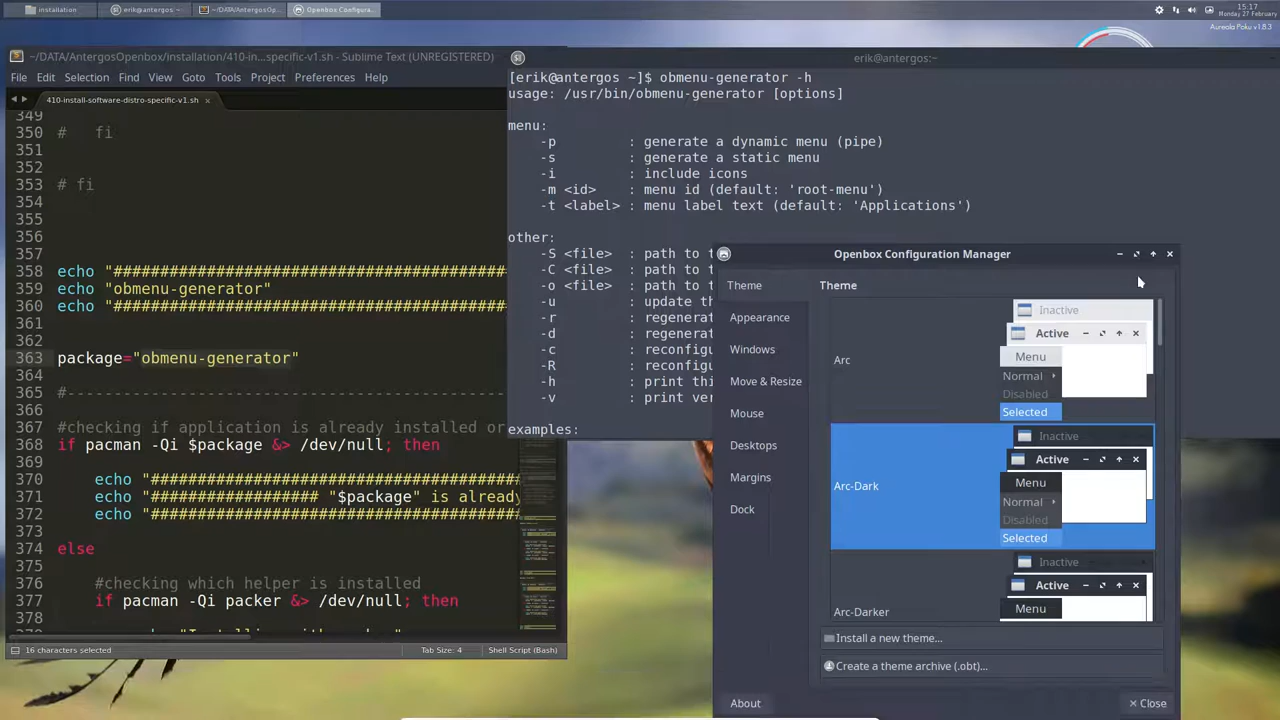 installation
erik@antergos: ~
~/DATA/AntergosOp...
Openbox Configura...
15:17
Monday 27 February
Aureola Poku v1.8.3
~/DATA/AntergosOpenbox/installation/410-in...specific-v1.sh - Sublime Text (UNREGISTERED)
File Edit Selection Find View Goto Tools Project Preferences Help
410-install-software-distro-specific-v1.sh ×
349
350 # fi
351
352
353 # fi
354
355
356
357
358 echo "##########################################
359 echo "obmenu-generator"
360 echo "##########################################
361
362
363 package="obmenu-generator"
364
365 #-----------------------------------------------
366
367 #checking if application is already installed or
368 if pacman -Qi $package &> /dev/null; then
369
370 echo "########################################
371 echo "################## "$package" is already
372 echo "########################################
373
374 else
375
376 #checking which helper is installed
377 if pacman -Qi packer &> /dev/null; then
378
16 characters selected
Tab Size: 4
Shell Script (Bash)
erik@antergos:~
[erik@antergos ~]$ obmenu-generator -h
usage: /usr/bin/obmenu-generator [options]
menu:
-p : generate a dynamic menu (pipe)
-s : generate a static menu
-i : include icons
-m <id> : menu id (default: 'root-menu')
-t <label> : menu label text (default: 'Applications')
other:
-S <file> : path to t
-C <file> : path to t
-o <file> : path to t
-u : update th
-r : regenerat
-d : regenerat
-c : reconfigu
-R : reconfigu
-h : print thi
-v : print ver
examples:
Openbox Configuration Manager
Theme
Appearance
Windows
Move & Resize
Mouse
Desktops
Margins
Dock
About
Theme
Arc
Inactive
Active
Menu
Normal
Disabled
Selected
Arc-Dark
Inactive
Active
Menu
Normal
Disabled
Selected
Arc-Darker
Inactive
Active
Menu
Install a new theme...
Create a theme archive (.obt)...
Close